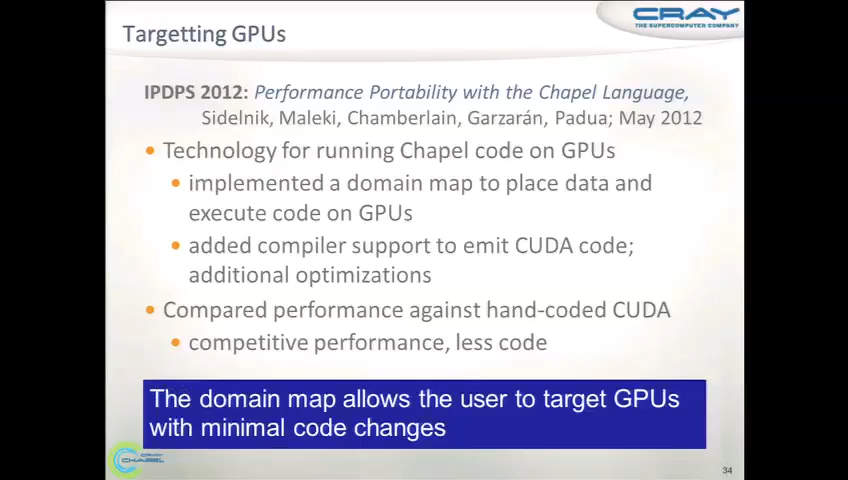 Targetting GPUs
CRAY
THE SUPERCOMPUTER COMPANY
IPDPS 2012: Performance Portability with the Chapel Language,
Sidelnik, Maleki, Chamberlain, Garzarán, Padua; May 2012
• Technology for running Chapel code on GPUs
• implemented a domain map to place data and
execute code on GPUs
• added compiler support to emit CUDA code;
additional optimizations
• Compared performance against hand-coded CUDA
• competitive performance, less code
The domain map allows the user to target GPUs
with minimal code changes
CRAY
CHAPEL
34